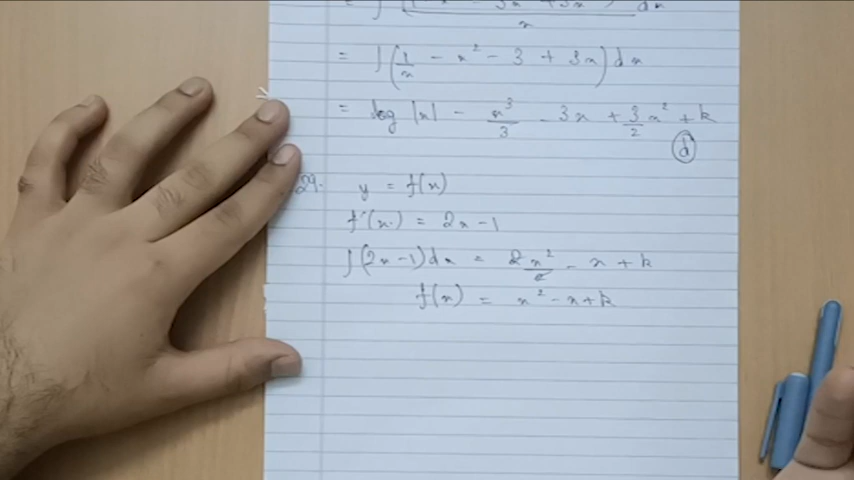 = ∫ (1/x - x² - 3 + 3x) dx
= log |x| - x³/3 - 3x + 3/2 x² + k
(d)
29. y = f(x)
f'(x) = 2x - 1
∫(2x - 1)dx = 2x²/2 - x + k
f(x) = x² - x + k